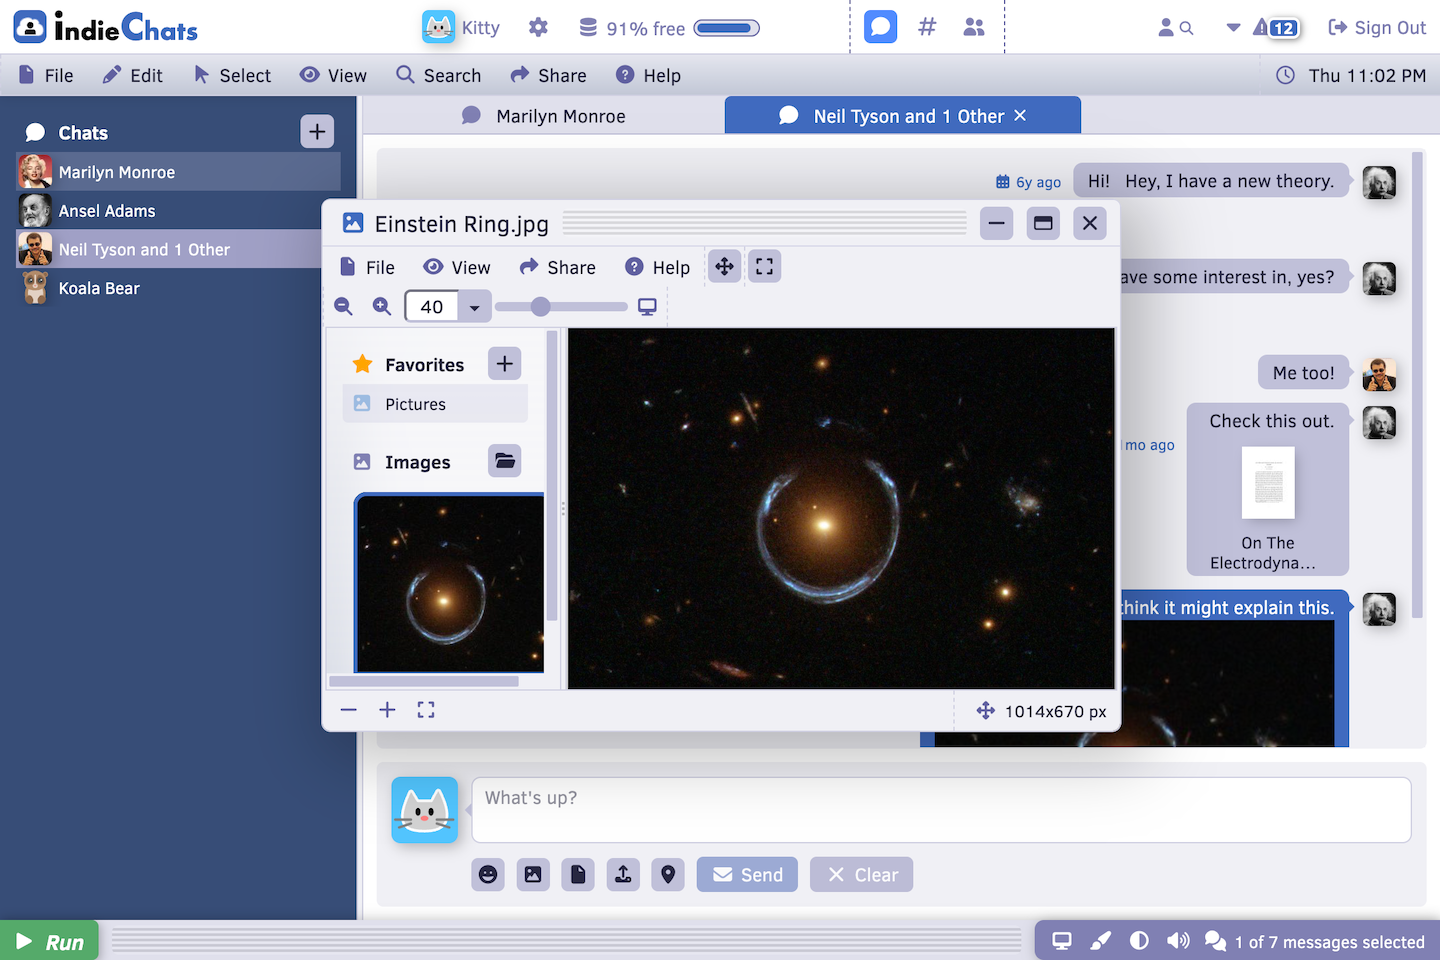 indieChats
Kitty
91% free
12
Sign Out
File
Edit
Select
View
Search
Share
Help
Thu 11:02 PM
Chats
Marilyn Monroe
Ansel Adams
Neil Tyson and 1 Other
Koala Bear
Marilyn Monroe
Neil Tyson and 1 Other
6y ago
Hi! Hey, I have a new theory.
ave some interest in, yes?
Me too!
mo ago
Check this out.
On The
Electrodyna...
think it might explain this.
Einstein Ring.jpg
File
View
Share
Help
40
Favorites
Pictures
Images
1014x670 px
What's up?
Send
Clear
Run
1 of 7 messages selected